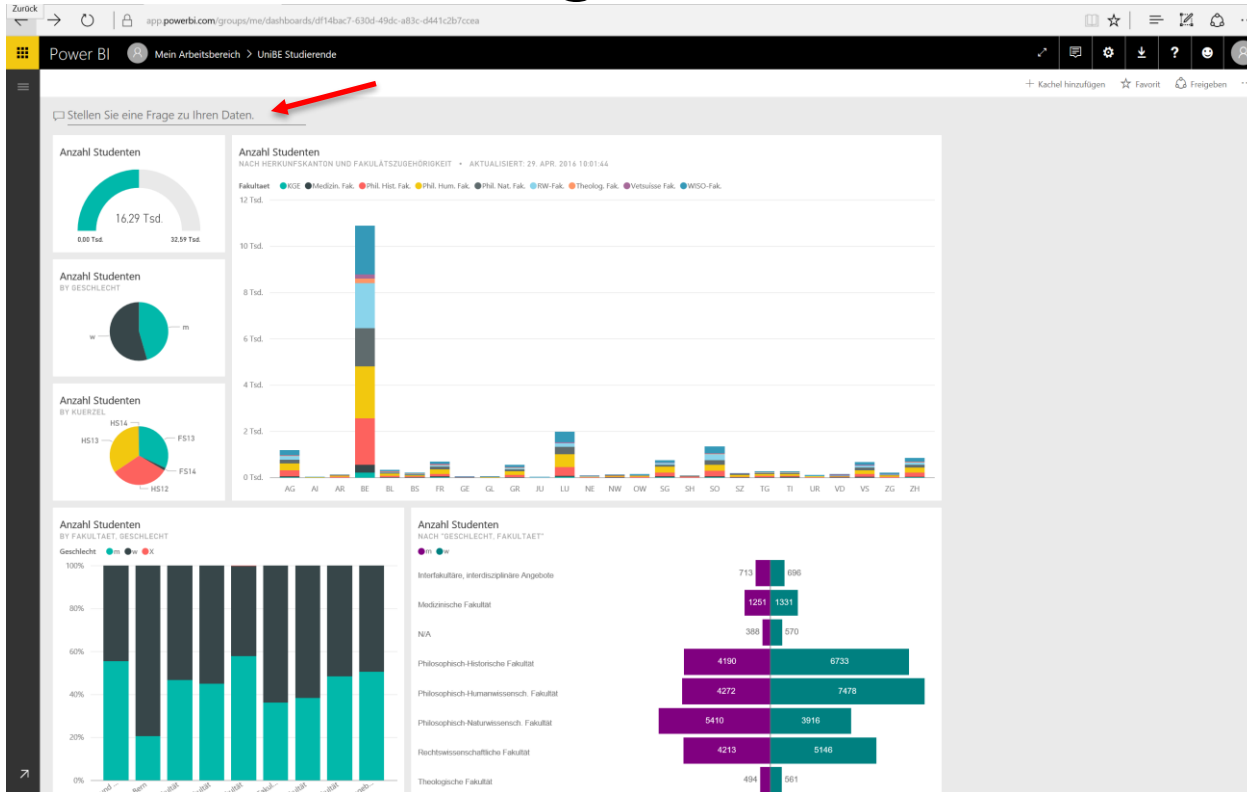 Zurück
app.powerbi.com/groups/me/dashboards/df14bac7-630d-49dc-a83c-d441c2b7ccea
Power BI Mein Arbeitsbereich > UniBE Studierende
+ Kachel hinzufügen Favorit Freigeben
Stellen Sie eine Frage zu Ihren Daten.
Anzahl Studenten
16,29 Tsd.
0,00 Tsd. 32,59 Tsd.
Anzahl Studenten
BY GESCHLECHT
w m
Anzahl Studenten
BY KUERZEL
HS14
HS13 FS13
FS14
HS12
Anzahl Studenten
NACH HERKUNFSKANTON UND FAKULÄTSZUGEHÖRIGKEIT • AKTUALISIERT: 29. APR. 2016 10:01:44
Fakultaet KGE Medizin. Fak. Phil. Hist. Fak. Phil. Hum. Fak. Phil. Nat. Fak. RW-Fak. Theolog. Fak. Vetsuisse Fak. WISO-Fak.
12 Tsd.
10 Tsd.
8 Tsd.
6 Tsd.
4 Tsd.
2 Tsd.
0 Tsd.
AG AI AR BE BL BS FR GE GL GR JU LU NE NW OW SG SH SO SZ TG TI UR VD VS ZG ZH
Anzahl Studenten
BY FAKULTAET, GESCHLECHT
Geschlecht m w X
100%
80%
60%
40%
20%
0%
Anzahl Studenten
NACH "GESCHLECHT, FAKULTAET"
m w
Interfakultäre, interdisziplinäre Angebote 713 696
Medizinische Fakultät 1251 1331
N/A 388 570
Philosophisch-Historische Fakultät 4190 6733
Philosophisch-Humanwissensch. Fakultät 4272 7478
Philosophisch-Naturwissensch. Fakultät 5410 3916
Rechtswissenschaftliche Fakultät 4213 5146
Theologische Fakultät 494 561